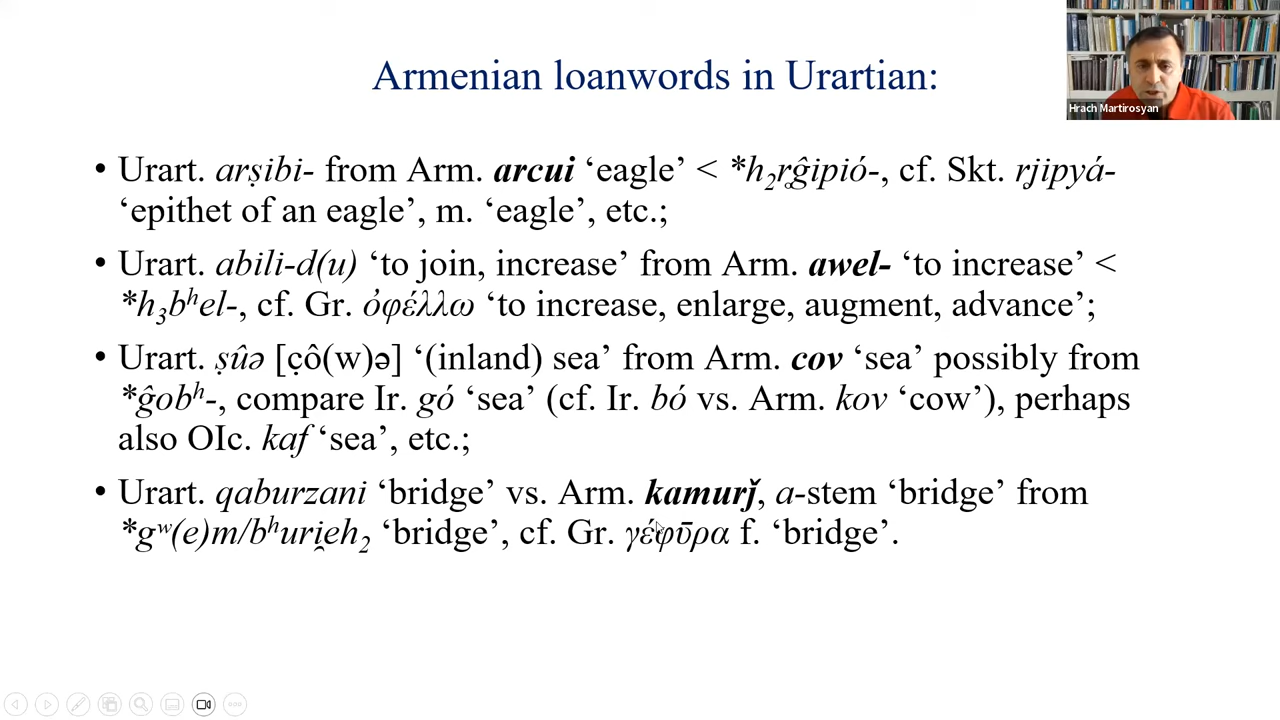 Armenian loanwords in Urartian:
Hrach Martirosyan
• Urart. arṣibi- from Arm. arcui ‘eagle’ < *h₂r̥ĝipió-, cf. Skt. rjipyá-
‘epithet of an eagle’, m. ‘eagle’, etc.;
• Urart. abili-d(u) ‘to join, increase’ from Arm. awel- ‘to increase’ <
*h₃bʰel-, cf. Gr. ὀφέλλω ‘to increase, enlarge, augment, advance’;
• Urart. ṣûə [c̣ô(w)ə] ‘(inland) sea’ from Arm. cov ‘sea’ possibly from
*ĝobʰ-, compare Ir. gó ‘sea’ (cf. Ir. bó vs. Arm. kov ‘cow’), perhaps
also OIc. kaf ‘sea’, etc.;
• Urart. qaburzani ‘bridge’ vs. Arm. kamurǰ, a-stem ‘bridge’ from
*gʷ(e)m/bʰuri̯eh₂ ‘bridge’, cf. Gr. γέφῡρα f. ‘bridge’.